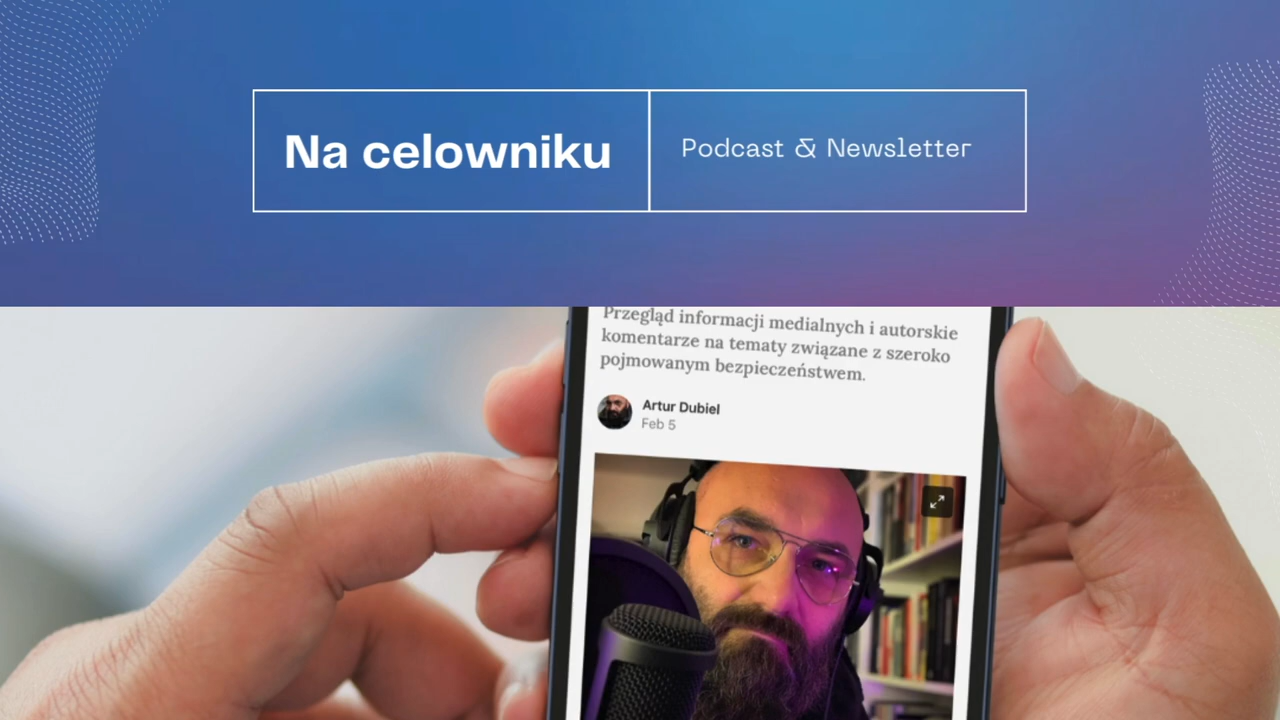 Na celowniku
Podcast & Newsletter
Przegląd informacji medialnych i autorskie
komentarze na tematy związane z szeroko
pojmowanym bezpieczeństwem.
Artur Dubiel
Feb 5